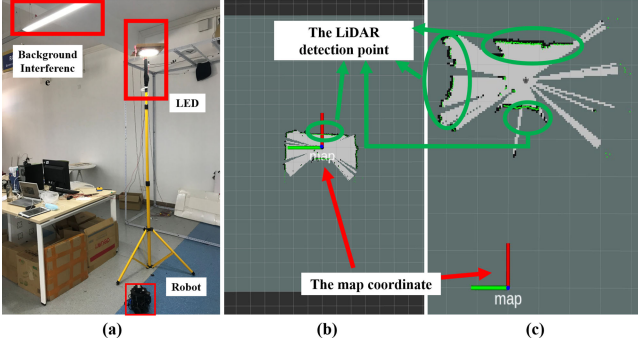 Background
Interferenc
e
LED
Robot
The LiDAR
detection point
map
The map coordinate
map
(a)
(b)
(c)